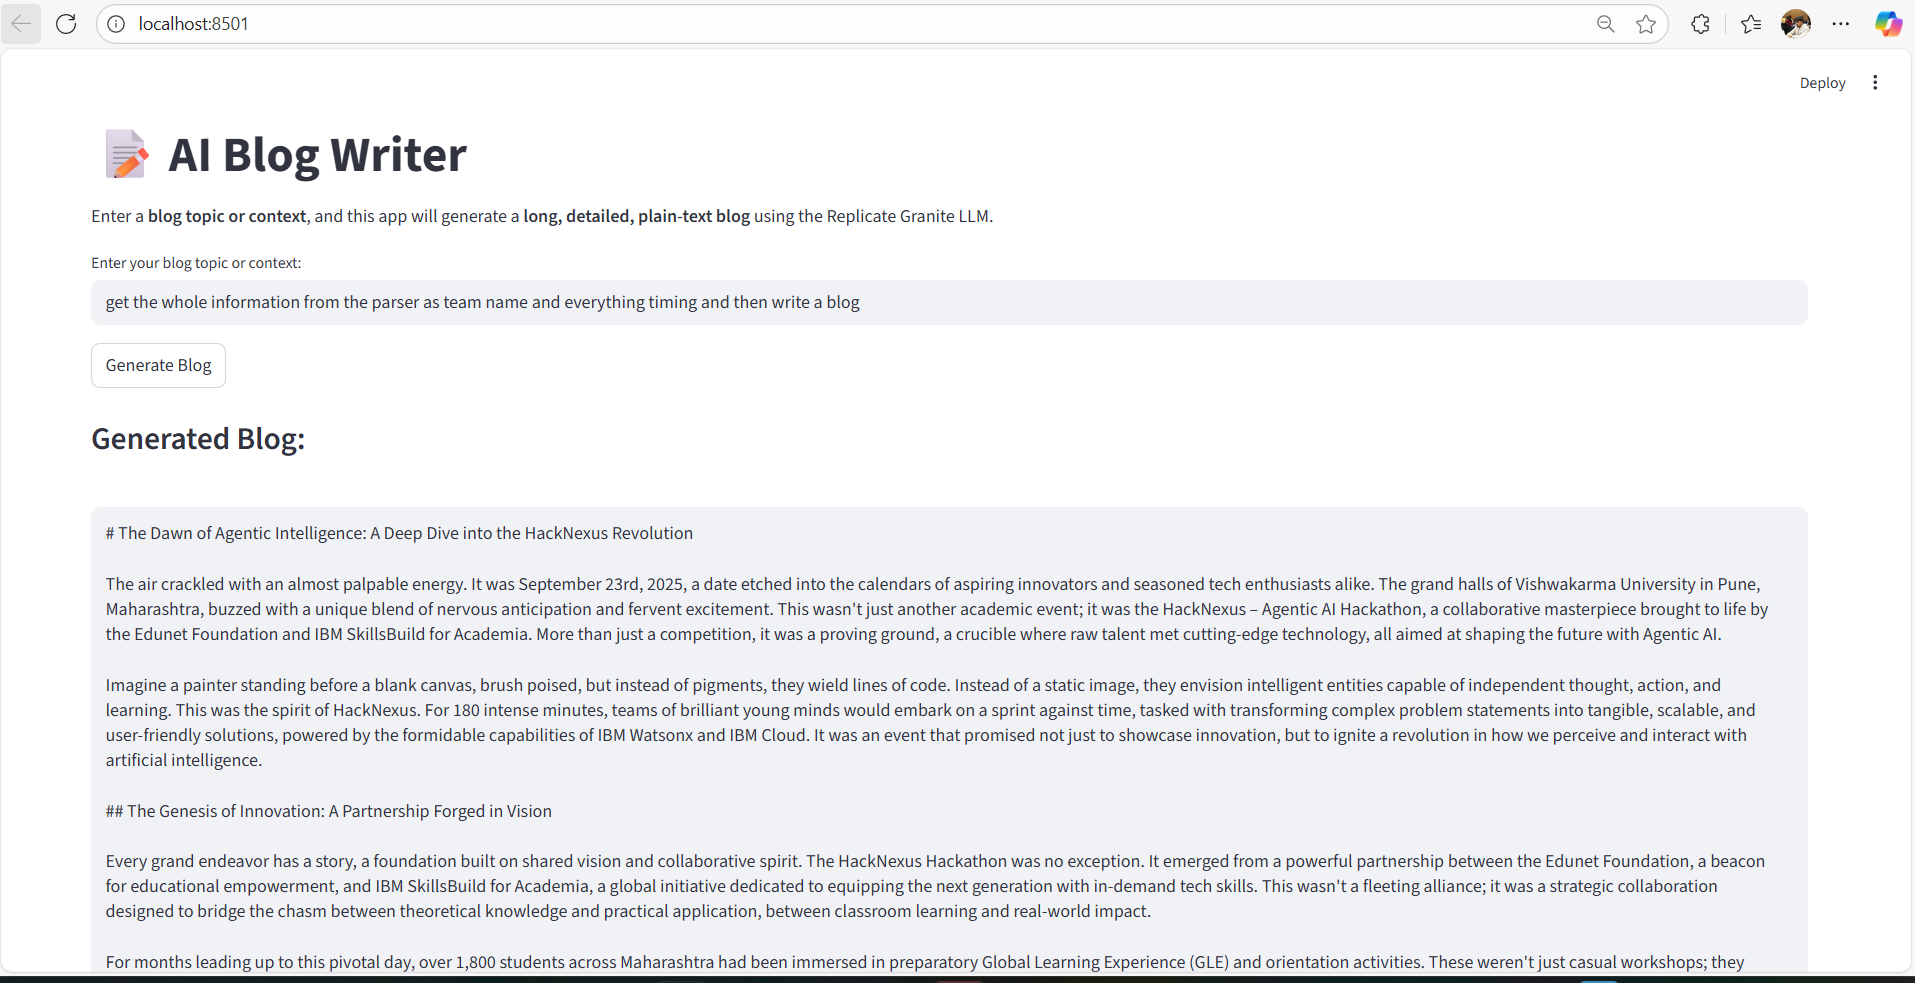 localhost:8501
Deploy
AI Blog Writer
Enter a blog topic or context, and this app will generate a long, detailed, plain-text blog using the Replicate Granite LLM.
Enter your blog topic or context:
get the whole information from the parser as team name and everything timing and then write a blog
Generate Blog
Generated Blog:
# The Dawn of Agentic Intelligence: A Deep Dive into the HackNexus Revolution
The air crackled with an almost palpable energy. It was September 23rd, 2025, a date etched into the calendars of aspiring innovators and seasoned tech enthusiasts alike. The grand halls of Vishwakarma University in Pune,
Maharashtra, buzzed with a unique blend of nervous anticipation and fervent excitement. This wasn't just another academic event; it was the HackNexus – Agentic AI Hackathon, a collaborative masterpiece brought to life by
the Edunet Foundation and IBM SkillsBuild for Academia. More than just a competition, it was a proving ground, a crucible where raw talent met cutting-edge technology, all aimed at shaping the future with Agentic AI.
Imagine a painter standing before a blank canvas, brush poised, but instead of pigments, they wield lines of code. Instead of a static image, they envision intelligent entities capable of independent thought, action, and
learning. This was the spirit of HackNexus. For 180 intense minutes, teams of brilliant young minds would embark on a sprint against time, tasked with transforming complex problem statements into tangible, scalable, and
user-friendly solutions, powered by the formidable capabilities of IBM Watsonx and IBM Cloud. It was an event that promised not just to showcase innovation, but to ignite a revolution in how we perceive and interact with
artificial intelligence.
## The Genesis of Innovation: A Partnership Forged in Vision
Every grand endeavor has a story, a foundation built on shared vision and collaborative spirit. The HackNexus Hackathon was no exception. It emerged from a powerful partnership between the Edunet Foundation, a beacon
for educational empowerment, and IBM SkillsBuild for Academia, a global initiative dedicated to equipping the next generation with in-demand tech skills. This wasn't a fleeting alliance; it was a strategic collaboration
designed to bridge the chasm between theoretical knowledge and practical application, between classroom learning and real-world impact.
For months leading up to this pivotal day, over 1,800 students across Maharashtra had been immersed in preparatory Global Learning Experience (GLE) and orientation activities. These weren't just casual workshops; they